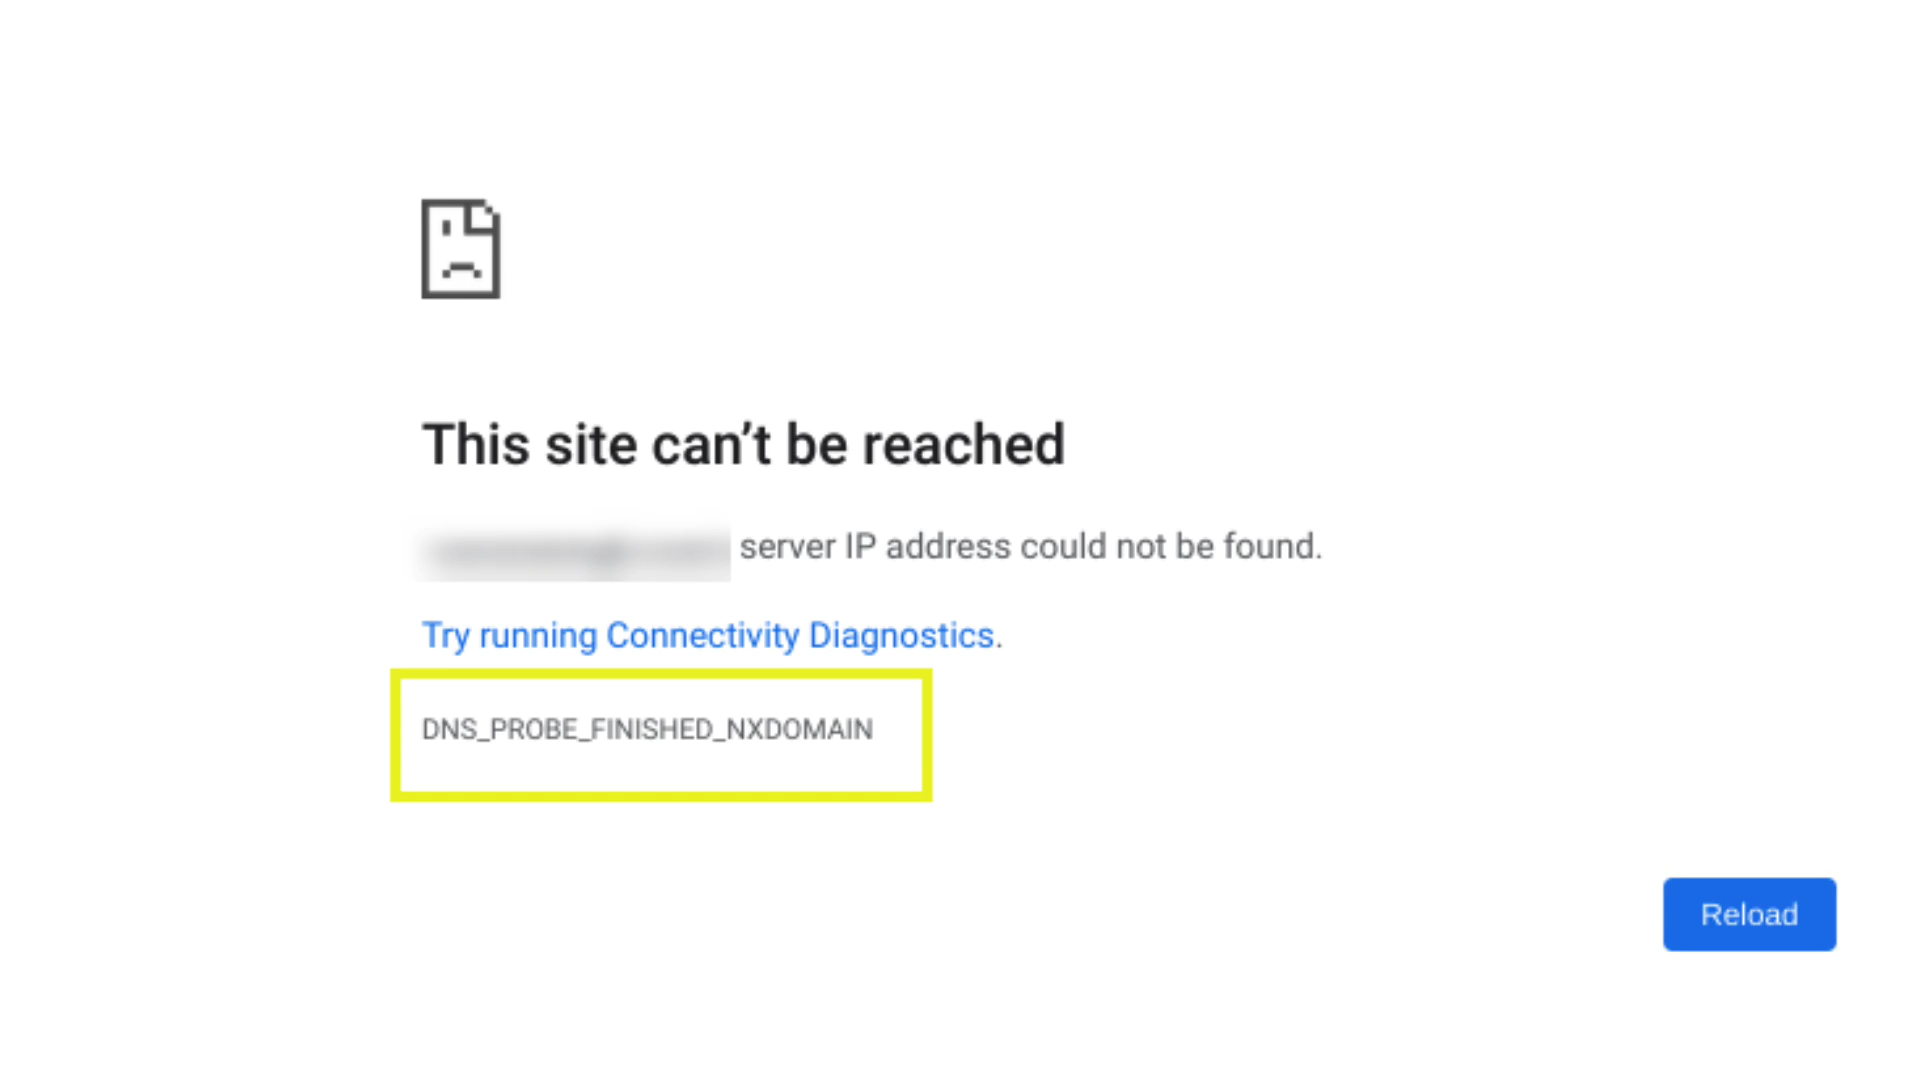 This site can’t be reached
server IP address could not be found.
Try running Connectivity Diagnostics.
DNS_PROBE_FINISHED_NXDOMAIN
Reload